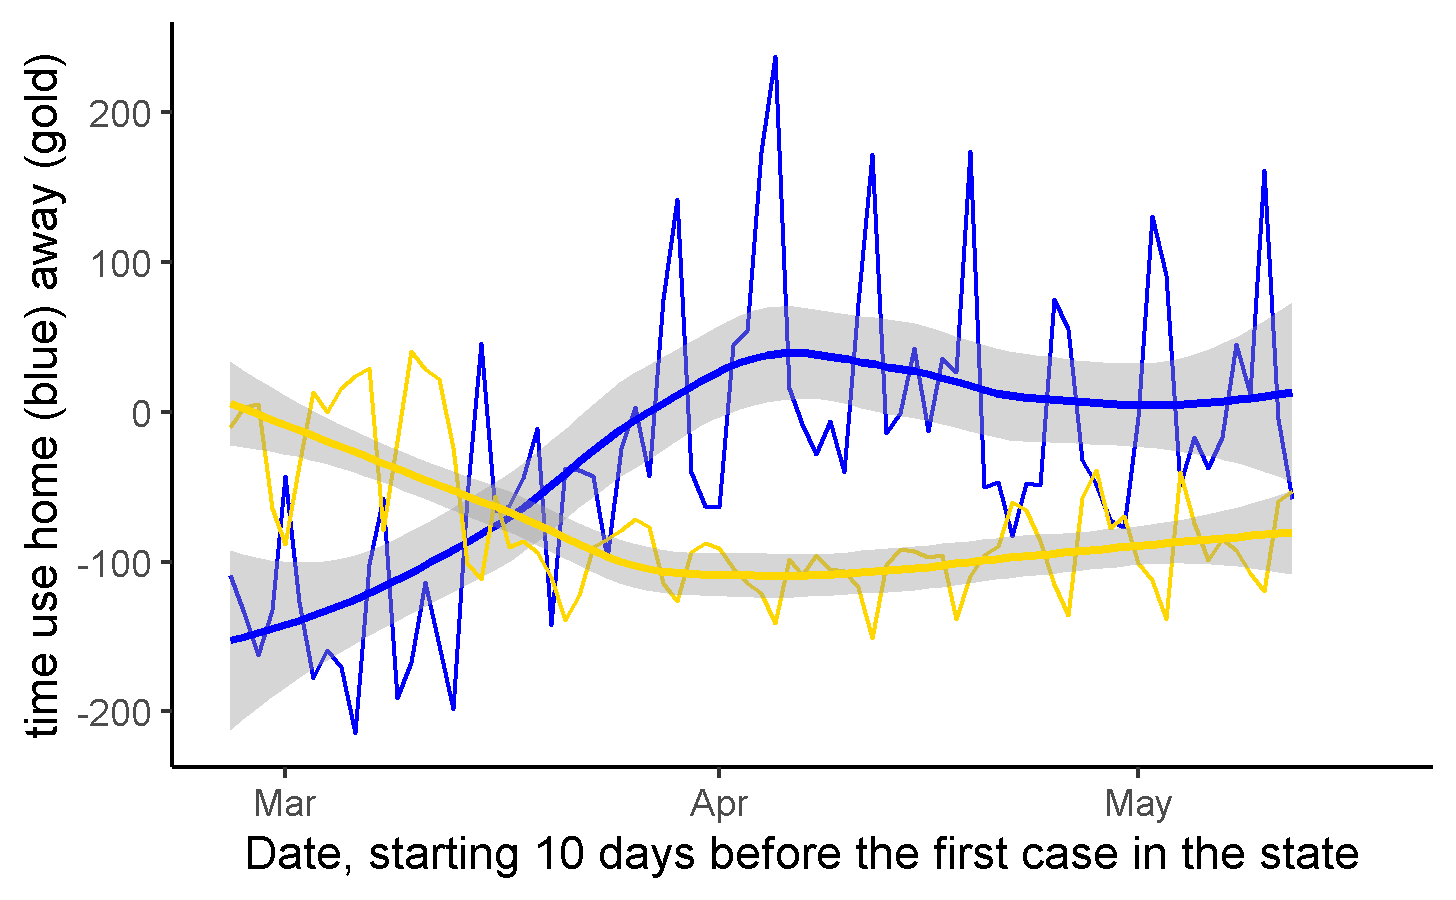 time use home (blue) away (gold)
200
100
0
-100
-200
Mar
Apr
May
Date, starting 10 days before the first case in the state